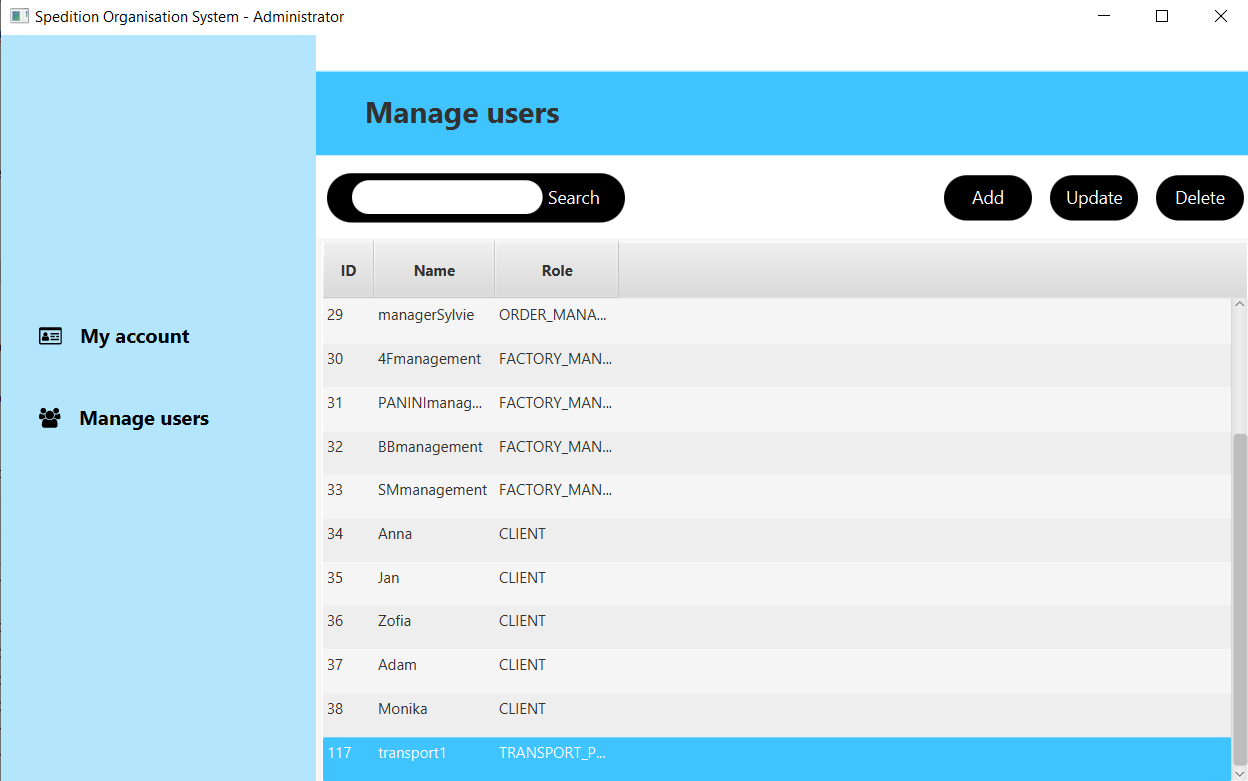 Spedition Organisation System - Administrator
Manage users
Search Add Update Delete
My account
Manage users
ID Name Role
29 managerSylvie ORDER_MANA...
30 4Fmanagement FACTORY_MAN...
31 PANINImanag... FACTORY_MAN...
32 BBmanagement FACTORY_MAN...
33 SMmanagement FACTORY_MAN...
34 Anna CLIENT
35 Jan CLIENT
36 Zofia CLIENT
37 Adam CLIENT
38 Monika CLIENT
117 transport1 TRANSPORT_P...